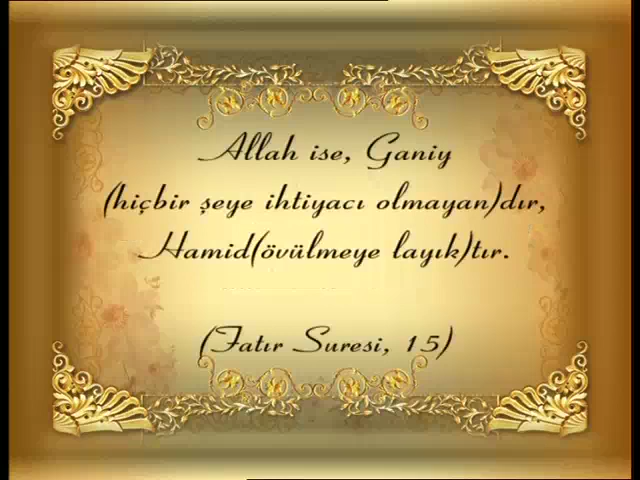 Allah ise, Ganiy
(hiçbir şeye ihtiyacı olmayan)dır,
Hamid(övülmeye layık)tır.
(Fatır Suresi, 15)